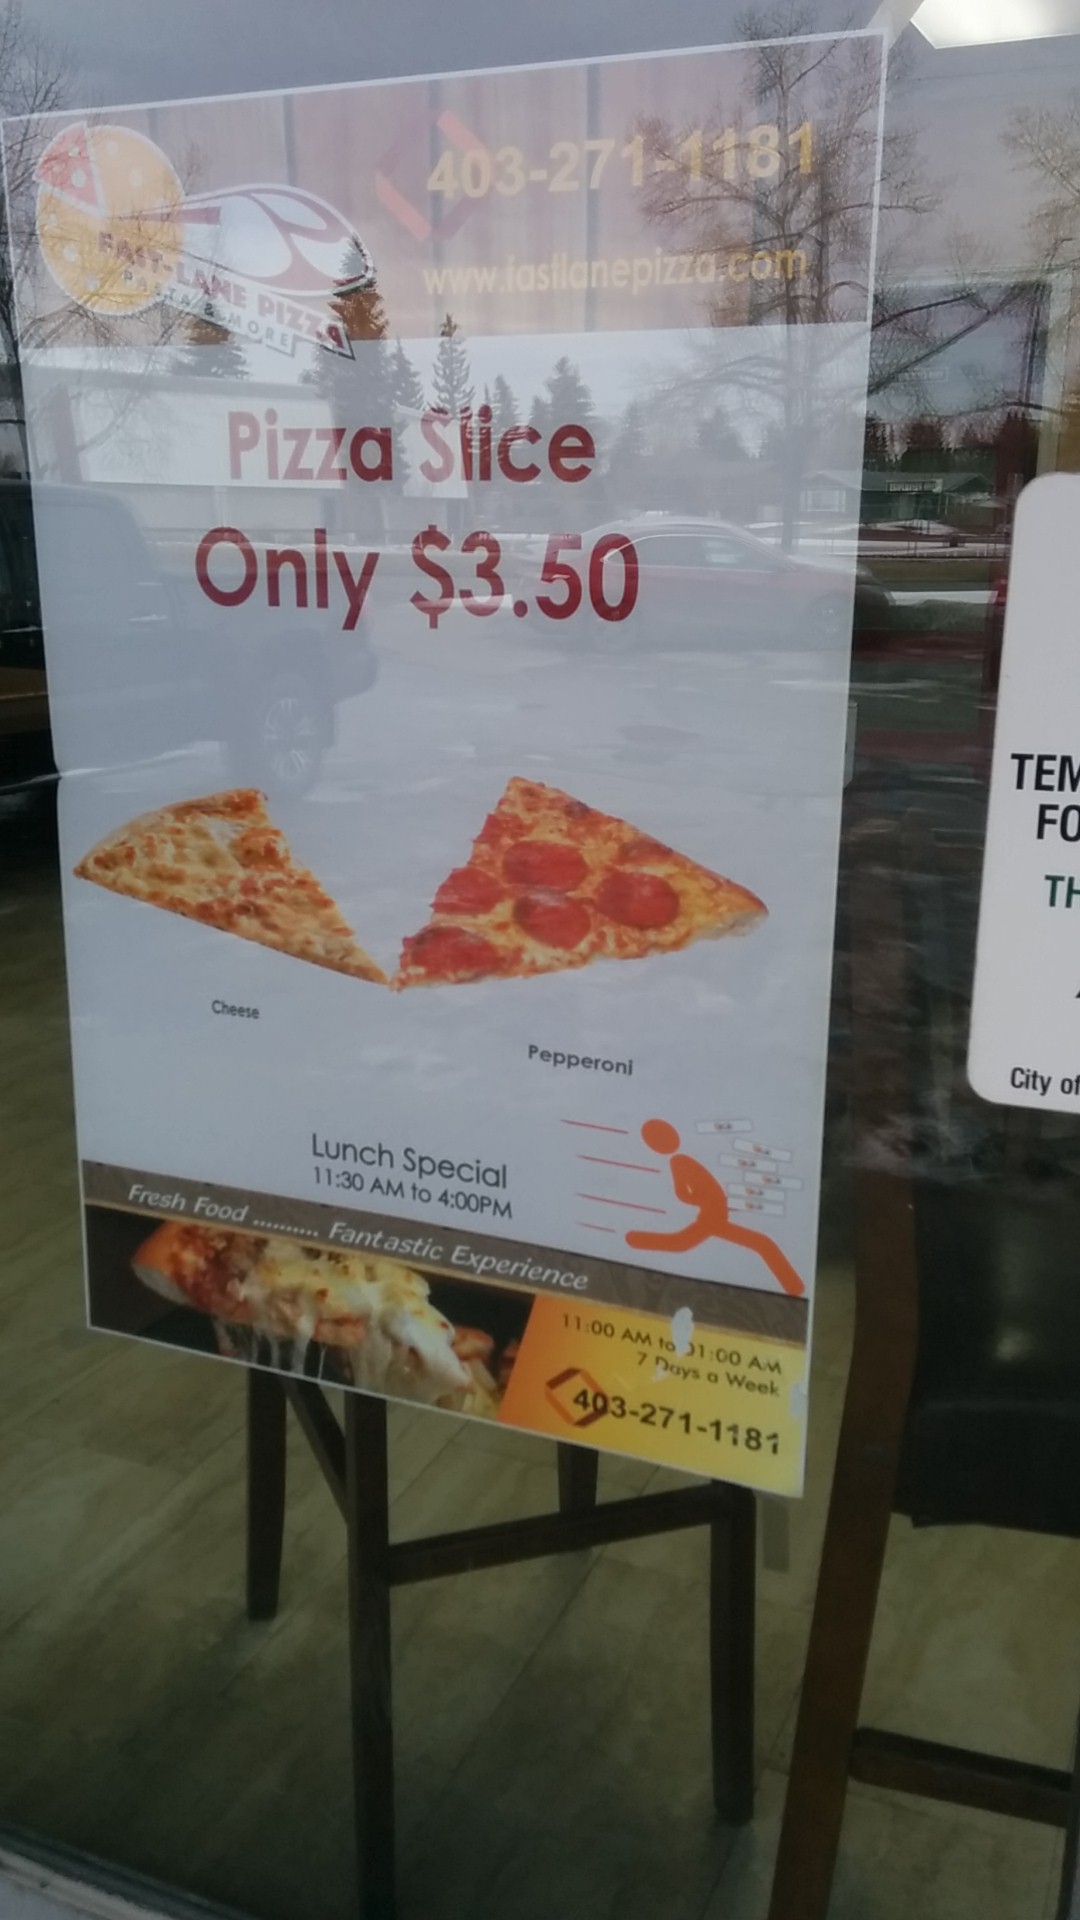 FAST-LANE PIZZA
PASTA & MORE
403-271-1181
www.fastlanepizza.com
Pizza Slice
Only $3.50
Cheese
Pepperoni
Lunch Special
11:30 AM to 4:00PM
Fresh Food .......... Fantastic Experience
11:00 AM to 01:00 AM
7 Days a Week
403-271-1181
TEM
FO
TH
City of